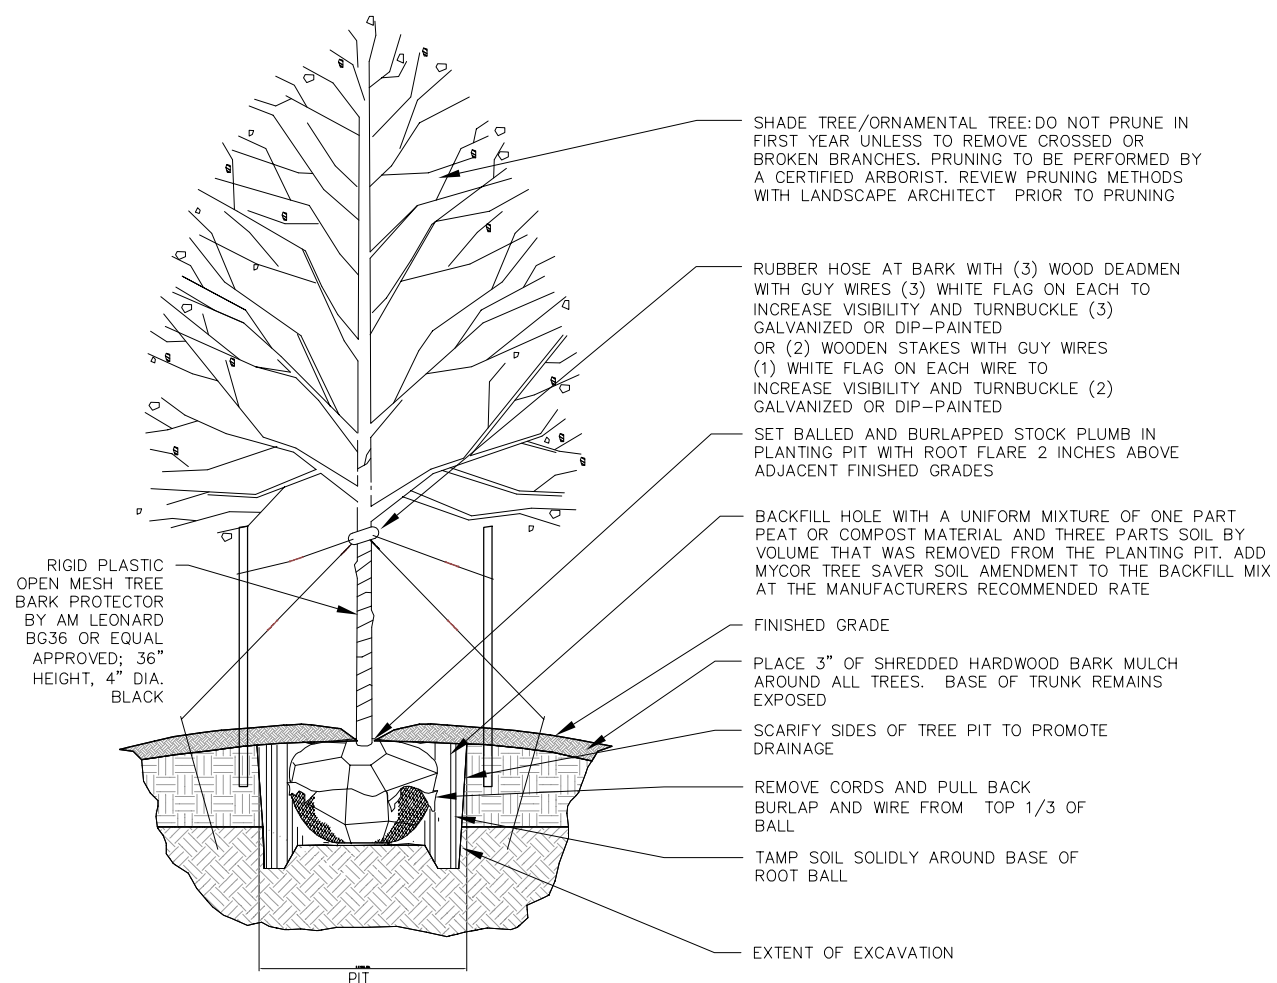 SHADE TREE/ORNAMENTAL TREE: DO NOT PRUNE IN
FIRST YEAR UNLESS TO REMOVE CROSSED OR
BROKEN BRANCHES. PRUNING TO BE PERFORMED BY
A CERTIFIED ARBORIST. REVIEW PRUNING METHODS
WITH LANDSCAPE ARCHITECT PRIOR TO PRUNING
RUBBER HOSE AT BARK WITH (3) WOOD DEADMEN
WITH GUY WIRES (3) WHITE FLAG ON EACH TO
INCREASE VISIBILITY AND TURNBUCKLE (3)
GALVANIZED OR DIP-PAINTED
OR (2) WOODEN STAKES WITH GUY WIRES
(1) WHITE FLAG ON EACH WIRE TO
INCREASE VISIBILITY AND TURNBUCKLE (2)
GALVANIZED OR DIP-PAINTED
SET BALLED AND BURLAPPED STOCK PLUMB IN
PLANTING PIT WITH ROOT FLARE 2 INCHES ABOVE
ADJACENT FINISHED GRADES
BACKFILL HOLE WITH A UNIFORM MIXTURE OF ONE PART
PEAT OR COMPOST MATERIAL AND THREE PARTS SOIL BY
VOLUME THAT WAS REMOVED FROM THE PLANTING PIT. ADD
MYCOR TREE SAVER SOIL AMENDMENT TO THE BACKFILL MIX
AT THE MANUFACTURERS RECOMMENDED RATE
RIGID PLASTIC
OPEN MESH TREE
BARK PROTECTOR
BY AM LEONARD
BG36 OR EQUAL
APPROVED; 36"
HEIGHT, 4" DIA.
BLACK
FINISHED GRADE
PLACE 3" OF SHREDDED HARDWOOD BARK MULCH
AROUND ALL TREES. BASE OF TRUNK REMAINS
EXPOSED
SCARIFY SIDES OF TREE PIT TO PROMOTE
DRAINAGE
REMOVE CORDS AND PULL BACK
BURLAP AND WIRE FROM TOP 1/3 OF
BALL
TAMP SOIL SOLIDLY AROUND BASE OF
ROOT BALL
EXTENT OF EXCAVATION
PIT